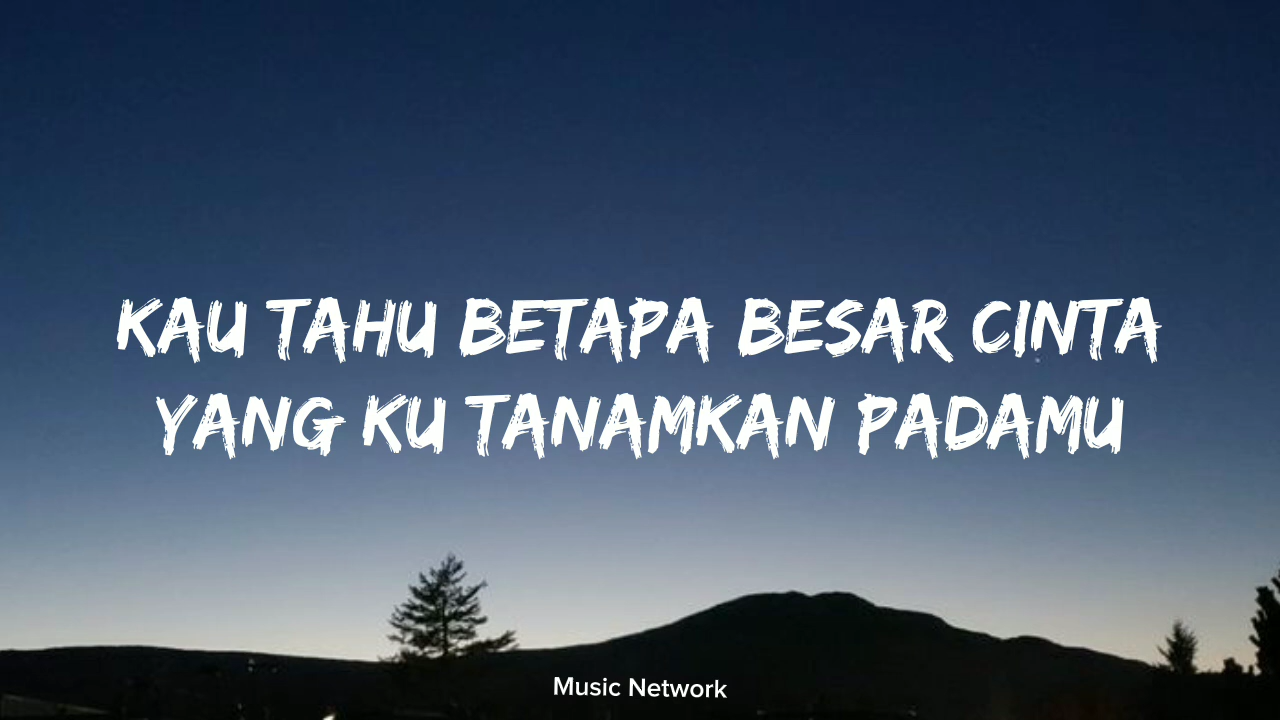 KAU TAHU BETAPA BESAR CINTA
YANG KU TANAMKAN PADAMU
Music Network